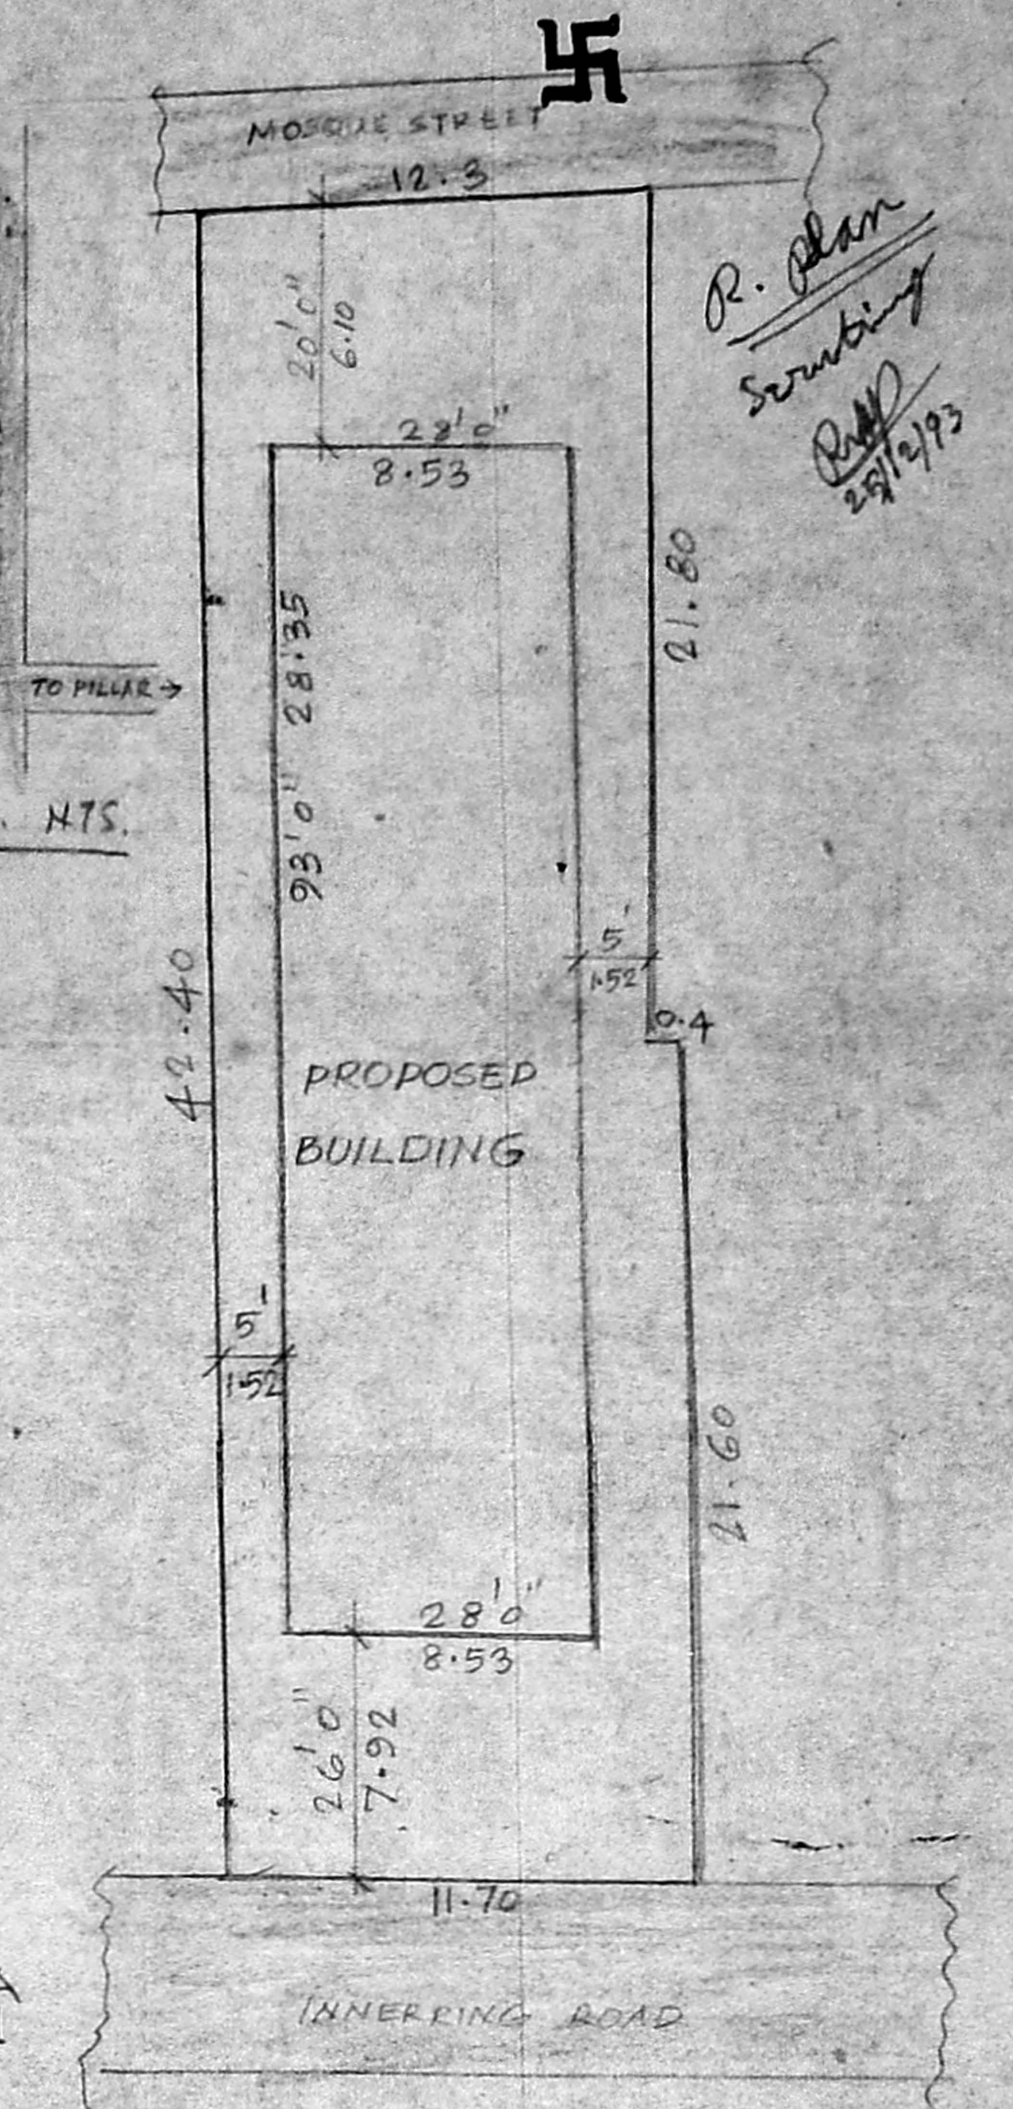 MOSQUE STREET
12.3
R. Plan
20'0"
6.10
28'0"
8.53
25/12/93
21.80
93'0" 28.35
TO PILLAR →
N.T.S.
42.40
5'
1.52
0.4
PROPOSED
BUILDING
5'
1.52
21.60
28'0"
8.53
26'0"
7.92
11.70
INNERRING ROAD